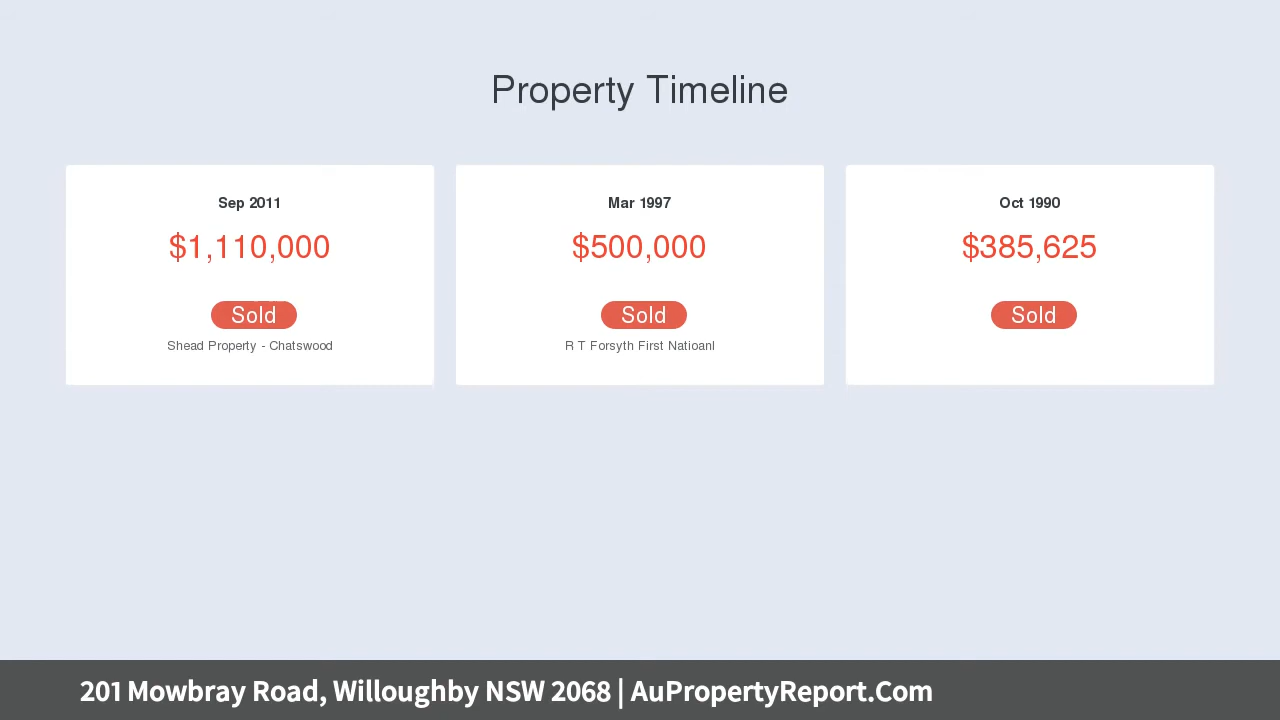 Property Timeline
Sep 2011
$1,110,000
Sold
Shead Property - Chatswood
Mar 1997
$500,000
Sold
R T Forsyth First Natioanl
Oct 1990
$385,625
Sold
201 Mowbray Road, Willoughby NSW 2068 | AuPropertyReport.Com